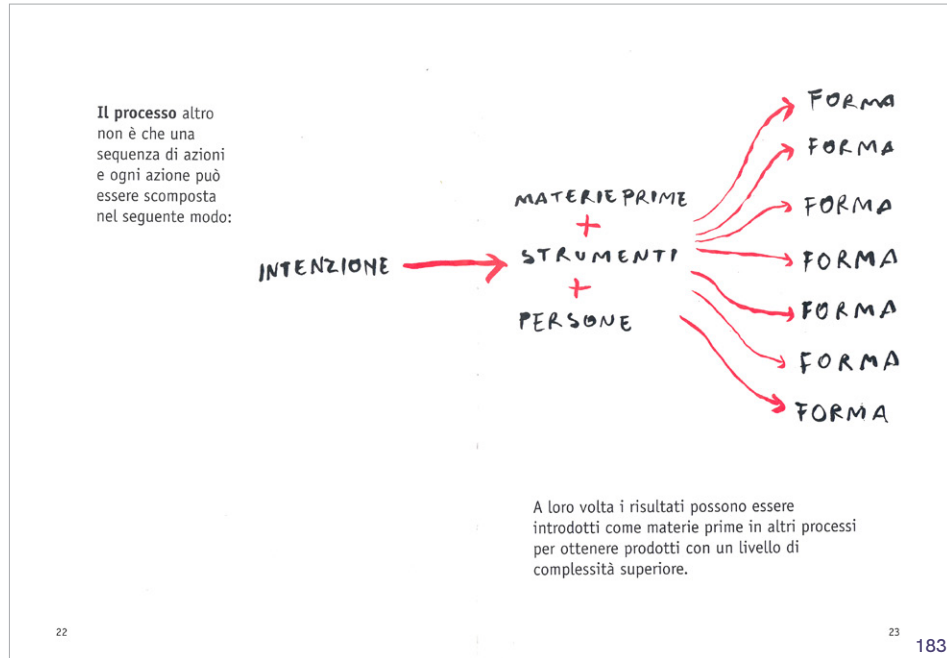 Il processo altro
non è che una
sequenza di azioni
e ogni azione può
essere scomposta
nel seguente modo:
INTENZIONE
MATERIE PRIME
+
STRUMENTI
+
PERSONE
FORMA
FORMA
FORMA
FORMA
FORMA
FORMA
FORMA
A loro volta i risultati possono essere
introdotti come materie prime in altri processi
per ottenere prodotti con un livello di
complessità superiore.
22
23
183